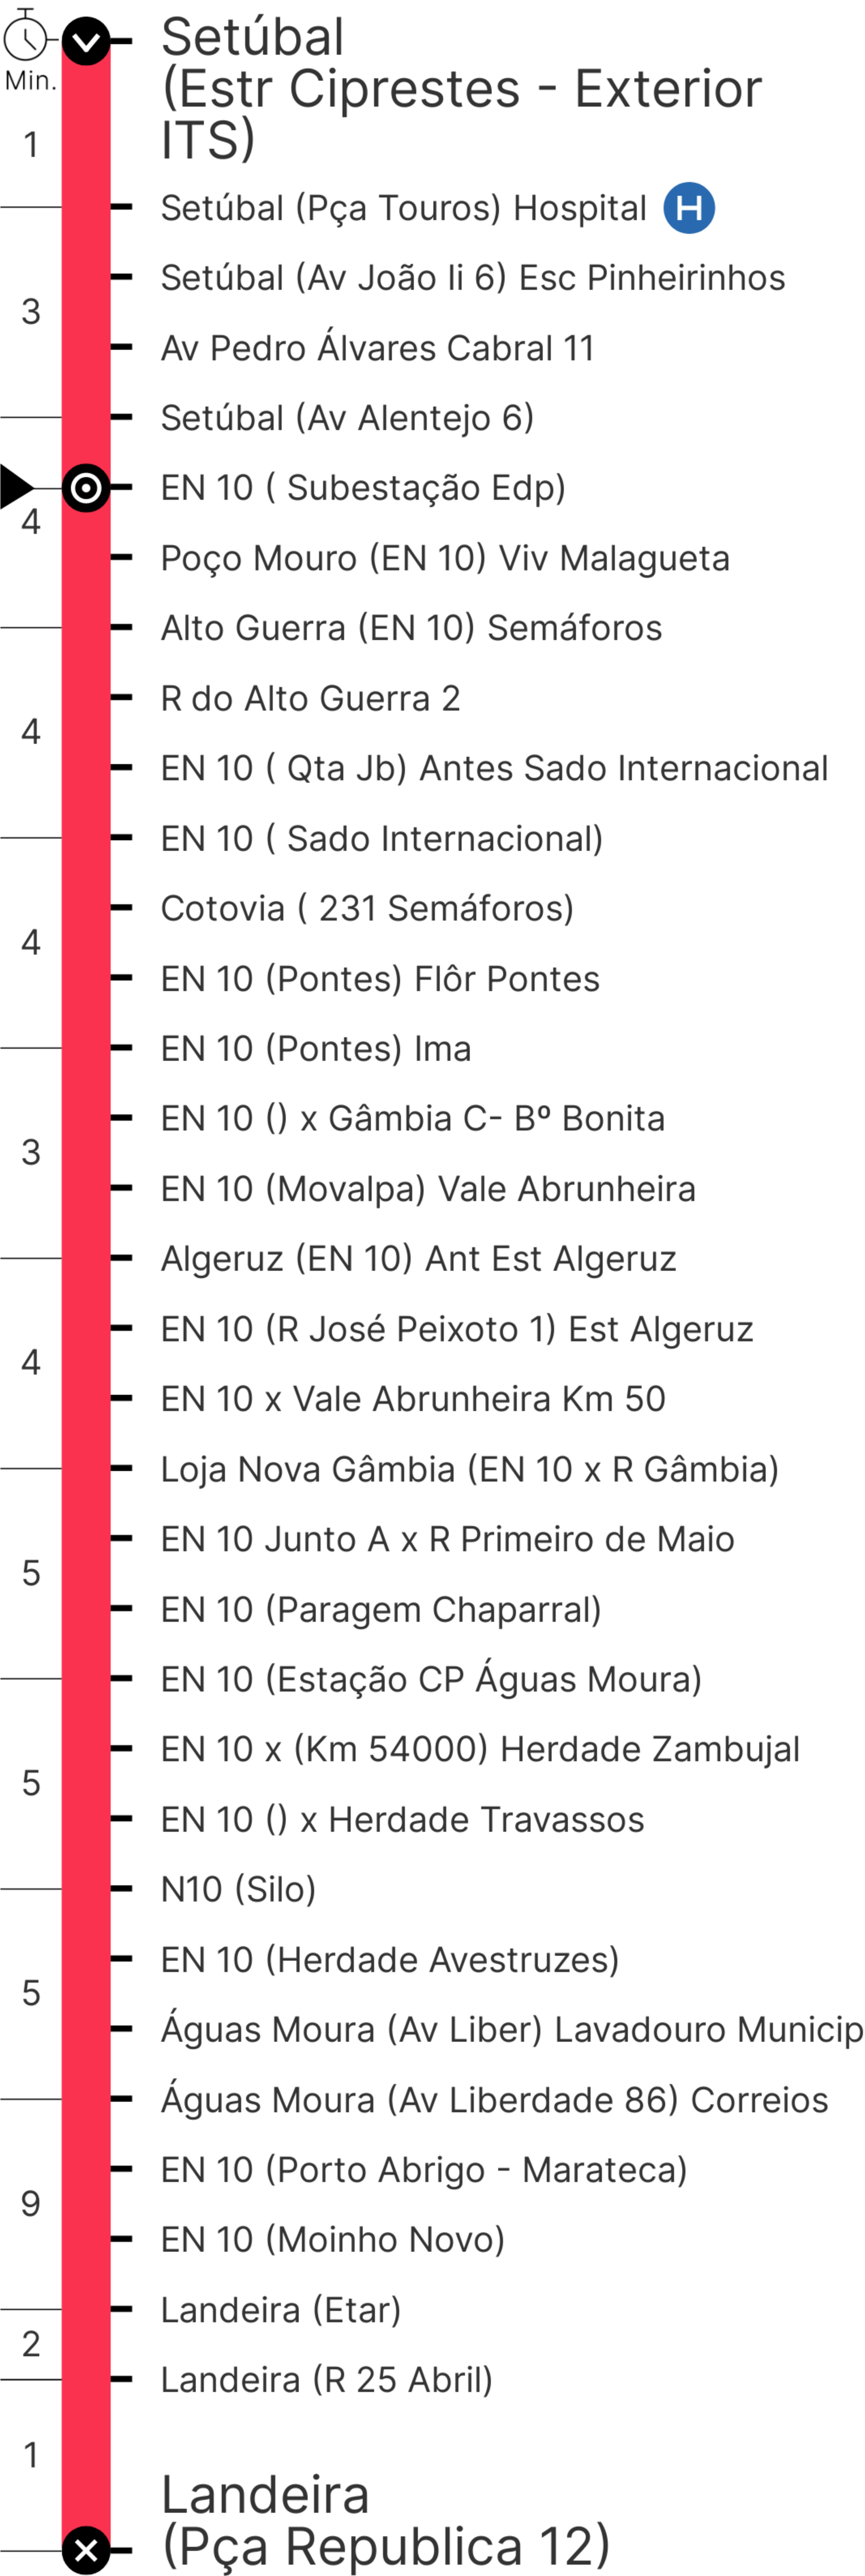 Setúbal
(Estr Ciprestes - Exterior
ITS)
Min.
1
Setúbal (Pça Touros) Hospital H
Setúbal (Av João Ii 6) Esc Pinheirinhos
3
Av Pedro Álvares Cabral 11
Setúbal (Av Alentejo 6)
EN 10 ( Subestação Edp)
4
Poço Mouro (EN 10) Viv Malagueta
Alto Guerra (EN 10) Semáforos
R do Alto Guerra 2
4
EN 10 ( Qta Jb) Antes Sado Internacional
EN 10 ( Sado Internacional)
Cotovia ( 231 Semáforos)
4
EN 10 (Pontes) Flôr Pontes
EN 10 (Pontes) Ima
EN 10 () x Gâmbia C- Bº Bonita
3
EN 10 (Movalpa) Vale Abrunheira
Algeruz (EN 10) Ant Est Algeruz
EN 10 (R José Peixoto 1) Est Algeruz
4
EN 10 x Vale Abrunheira Km 50
Loja Nova Gâmbia (EN 10 x R Gâmbia)
EN 10 Junto A x R Primeiro de Maio
5
EN 10 (Paragem Chaparral)
EN 10 (Estação CP Águas Moura)
EN 10 x (Km 54000) Herdade Zambujal
5
EN 10 () x Herdade Travassos
N10 (Silo)
EN 10 (Herdade Avestruzes)
5
Águas Moura (Av Liber) Lavadouro Municip
Águas Moura (Av Liberdade 86) Correios
EN 10 (Porto Abrigo - Marateca)
9
EN 10 (Moinho Novo)
Landeira (Etar)
2
Landeira (R 25 Abril)
1
Landeira
(Pça Republica 12)